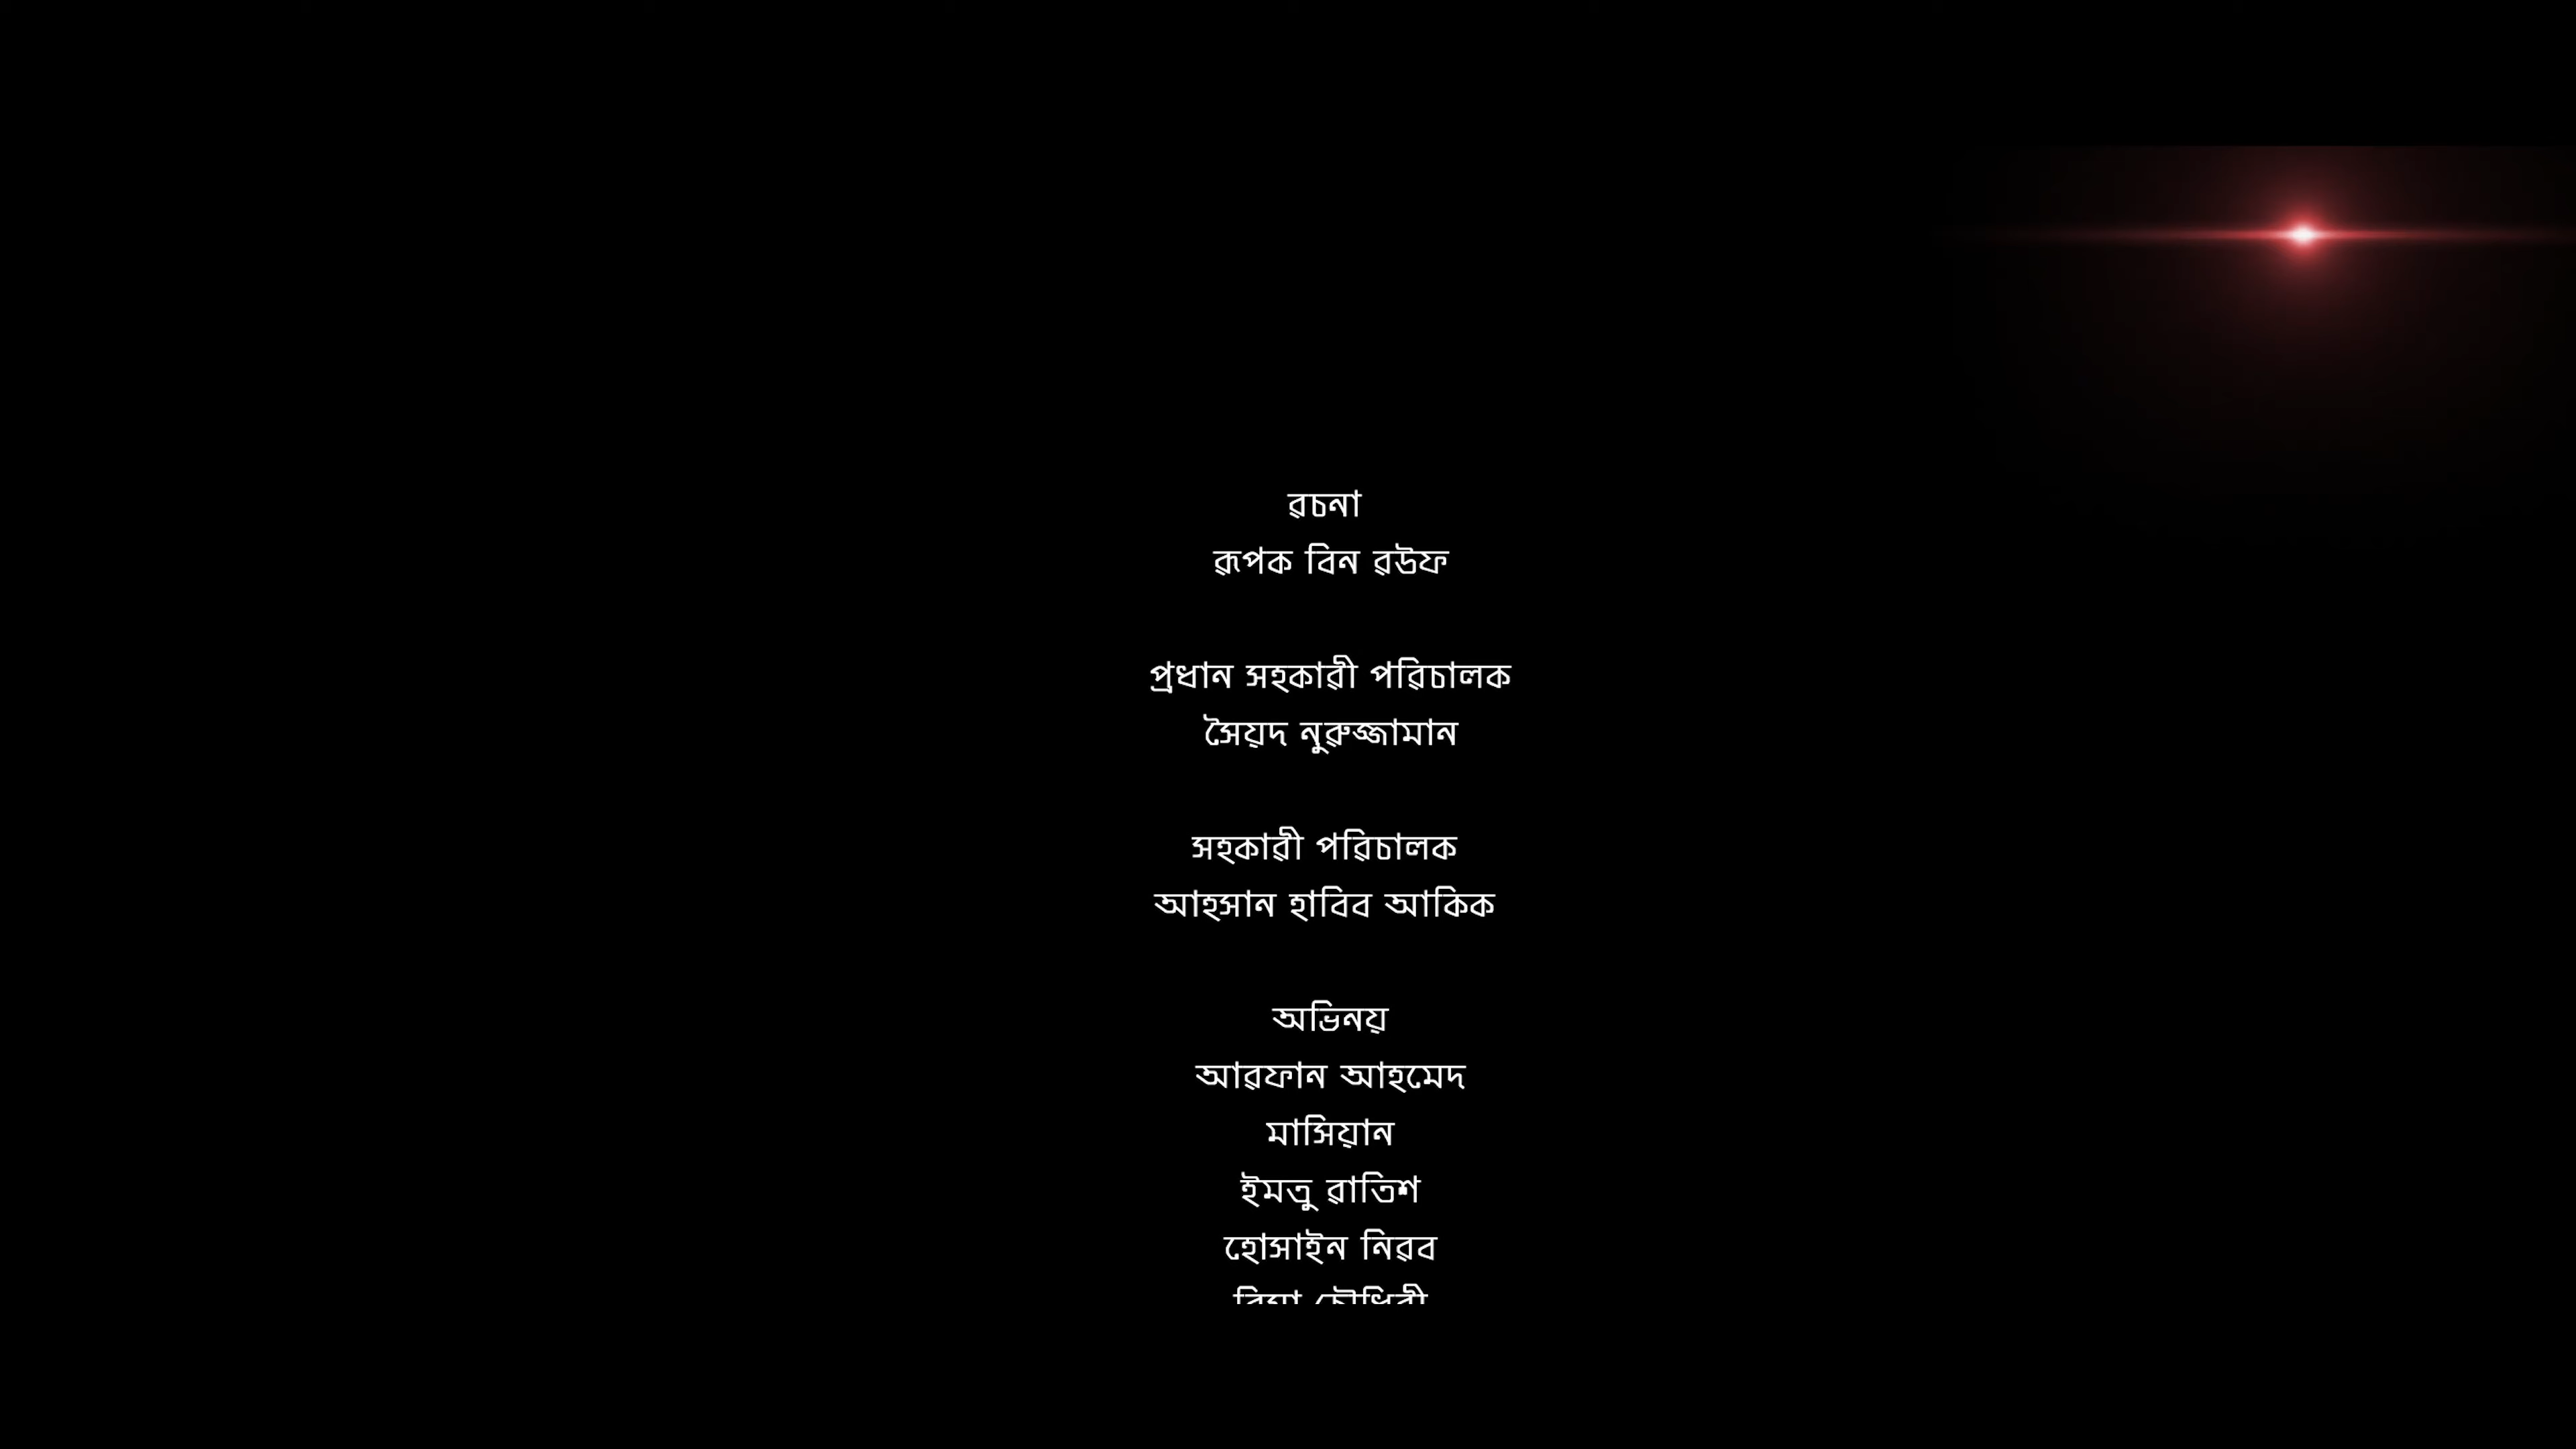 রচনা
রূপক বিন রউফ
প্রধান সহকারী পরিচালক
সৈয়দ নুরুজ্জামান
সহকারী পরিচালক
আহসান হাবিব আকিক
অভিনয়
আরফান আহমেদ
মাসিয়ান
ইমতু রাতিশ
হোসাইন নিরব
চৌধুরী